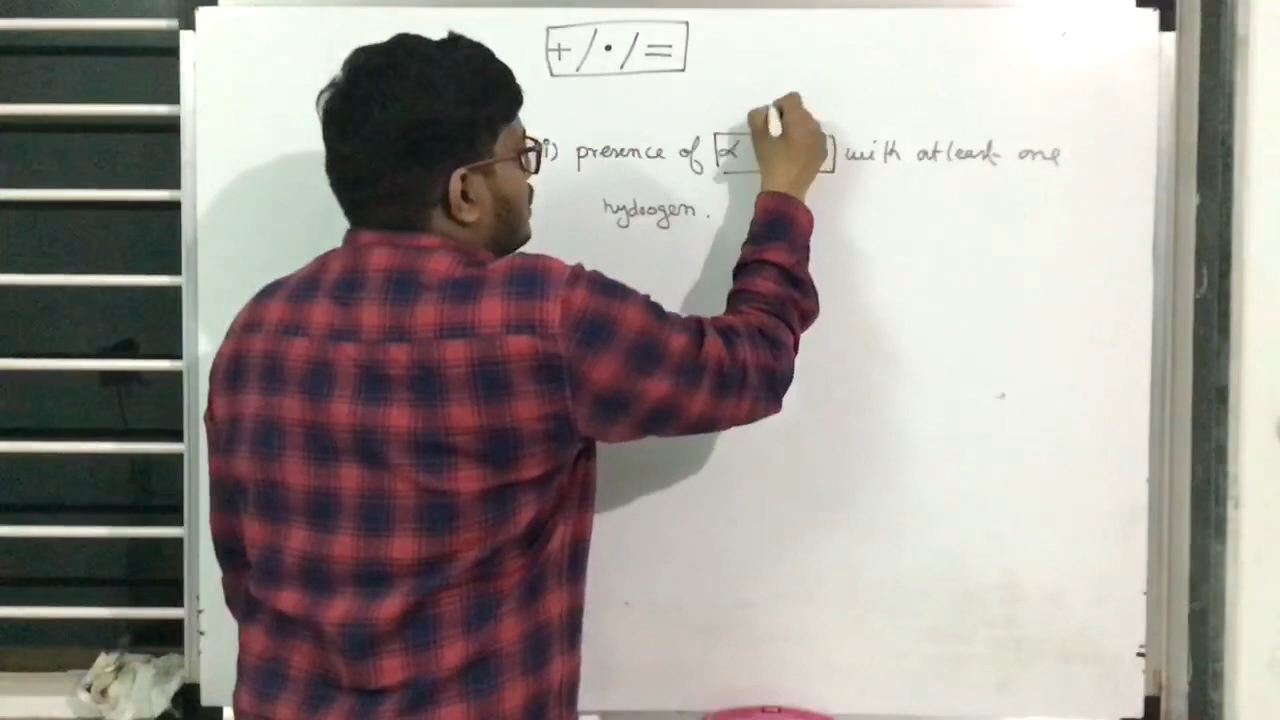 +/•/=
i) presence of α with atleast one
hydrogen.